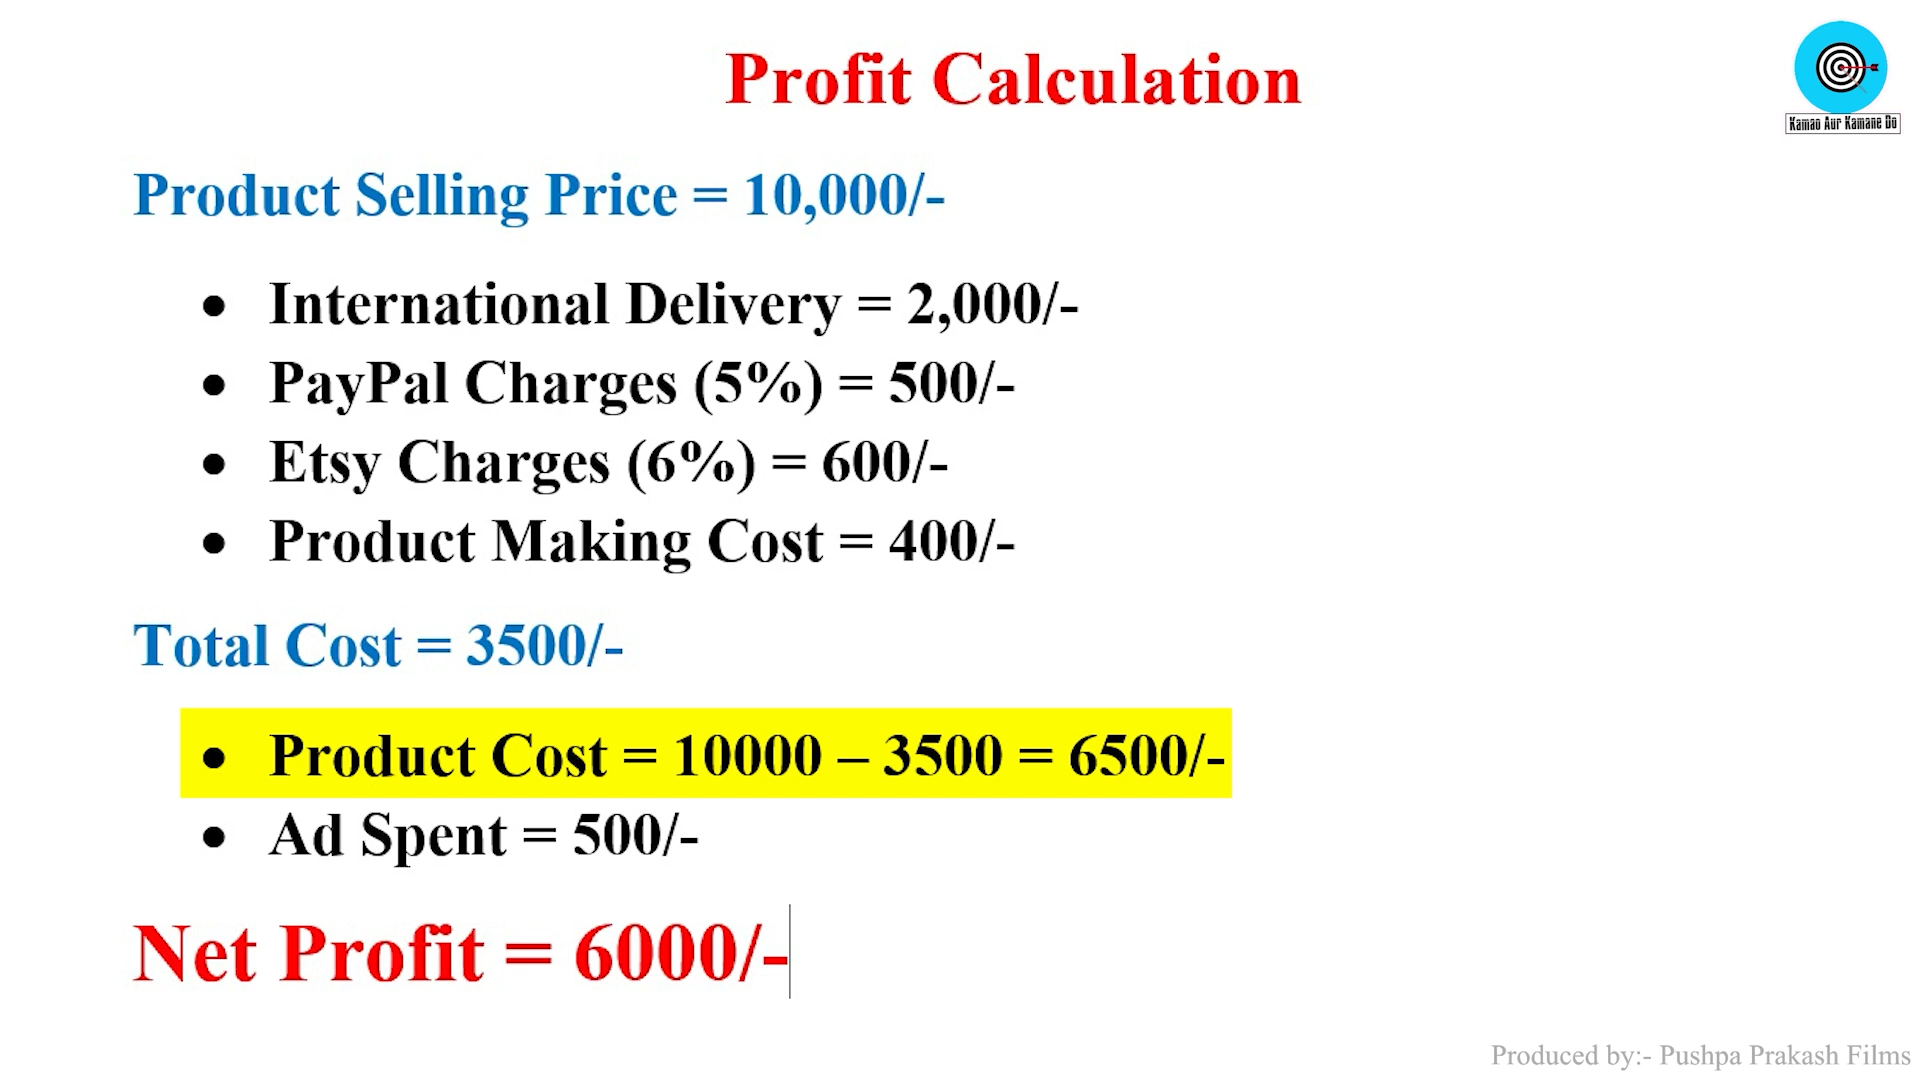 Profit Calculation
Kamao Aur Kamane Do
Product Selling Price = 10,000/-
• International Delivery = 2,000/-
• PayPal Charges (5%) = 500/-
• Etsy Charges (6%) = 600/-
• Product Making Cost = 400/-
Total Cost = 3500/-
• Product Cost = 10000 – 3500 = 6500/-
• Ad Spent = 500/-
Net Profit = 6000/-
Produced by:- Pushpa Prakash Films